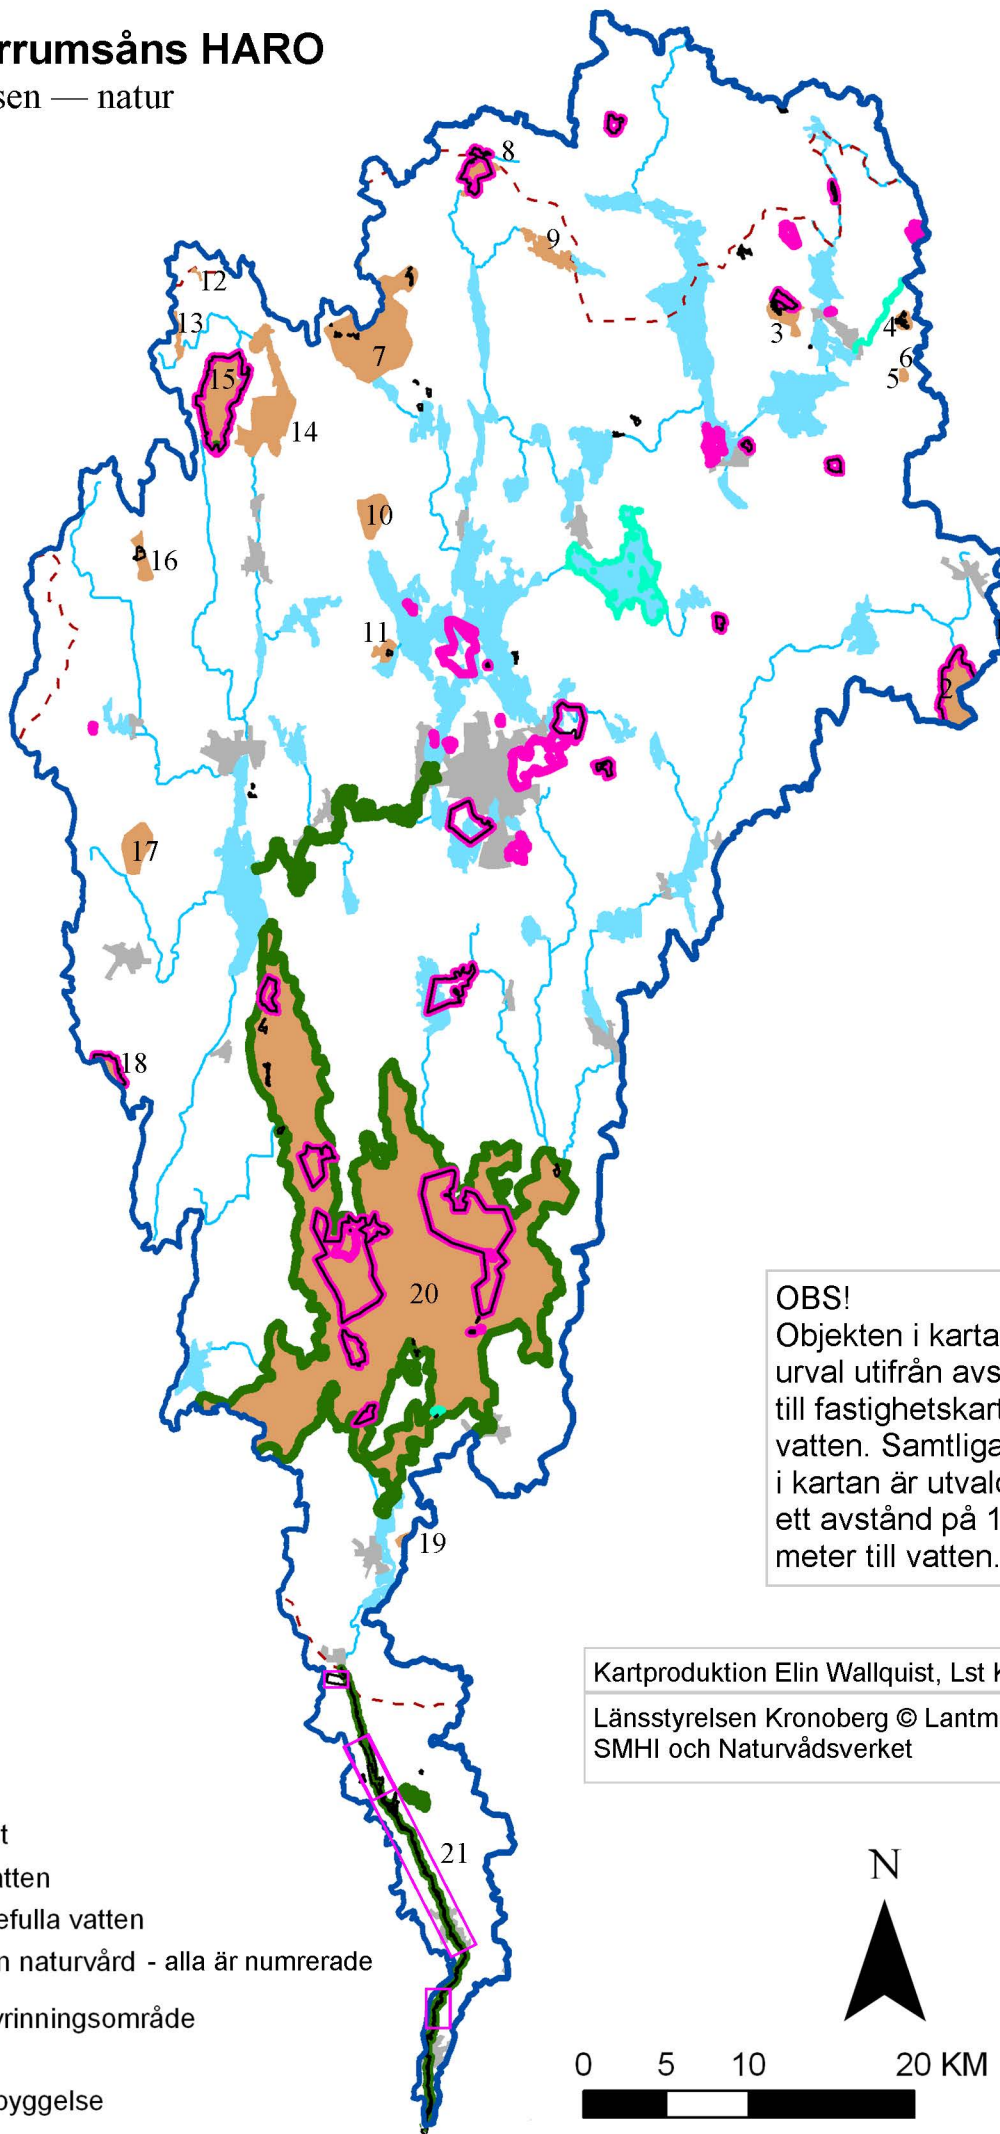 rrumsåns HARO
sen — natur
8
9
12
13
3
4
6
5
7
15
14
10
16
11
2
17
18
20
OBS!
Objekten i karta
urval utifrån avs
till fastighetskart
vatten. Samtliga
i kartan är utvald
ett avstånd på 1
meter till vatten.
19
Kartproduktion Elin Wallquist, Lst K
Länsstyrelsen Kronoberg © Lantm
SMHI och Naturvådsverket
21
t
atten
efulla vatten
n naturvård - alla är numrerade
vrinningsområde
byggelse
N
0 5 10 20 KM